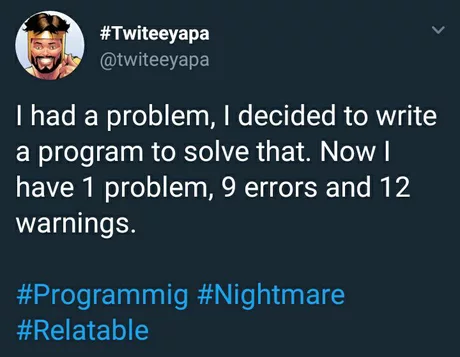 #Twiteeyapa
@twiteeyapa
I had a problem, I decided to write
a program to solve that. Now I
have 1 problem, 9 errors and 12
warnings.
#Programmig #Nightmare
#Relatable